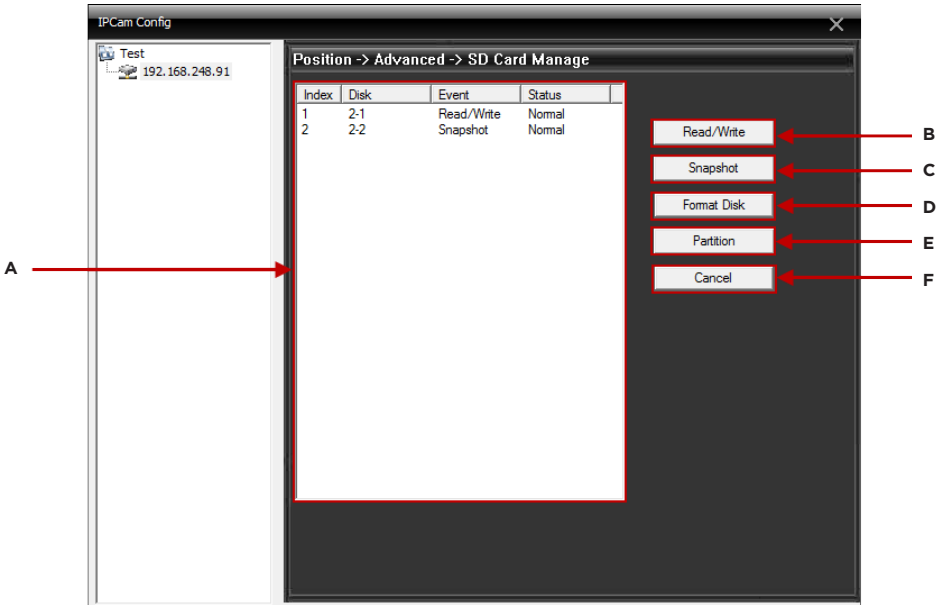 IPCam Config
Test
192.168.248.91
Position -> Advanced -> SD Card Manage
Index Disk Event Status
1 2-1 Read/Write Normal
2 2-2 Snapshot Normal
Read/Write B
Snapshot C
Format Disk D
Partition E
A
Cancel F